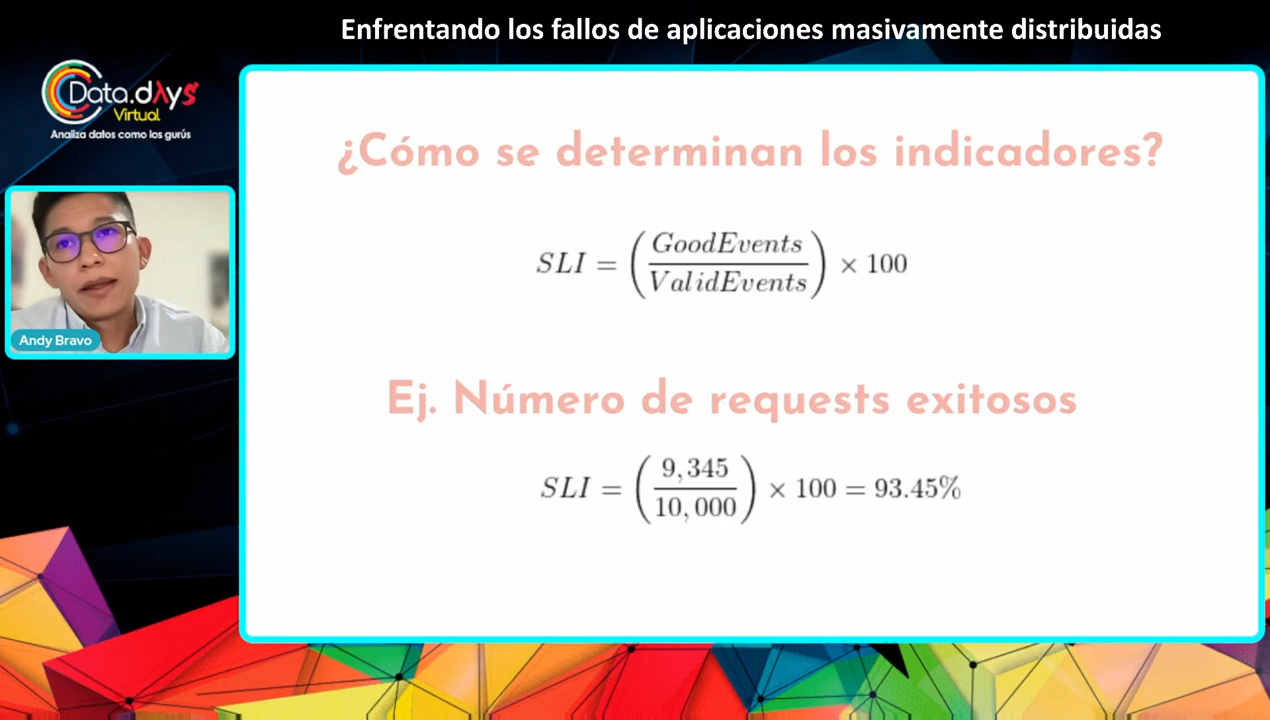 Enfrentando los fallos de aplicaciones masivamente distribuidas
Data.dλys
Virtual
Analiza datos como los gurús
Andy Bravo
¿Cómo se determinan los indicadores?
SLI = (GoodEvents / ValidEvents) × 100
Ej. Número de requests exitosos
SLI = (9,345 / 10,000) × 100 = 93.45%